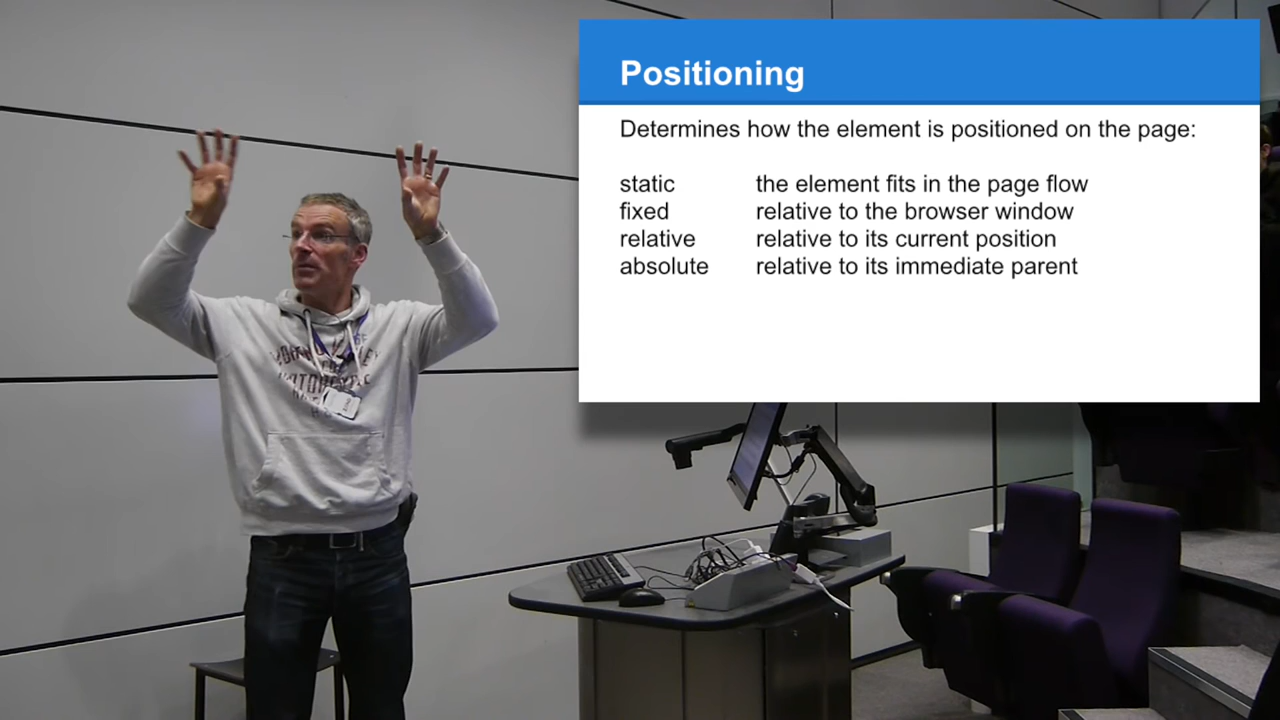 Positioning
Determines how the element is positioned on the page:
static the element fits in the page flow
fixed relative to the browser window
relative relative to its current position
absolute relative to its immediate parent